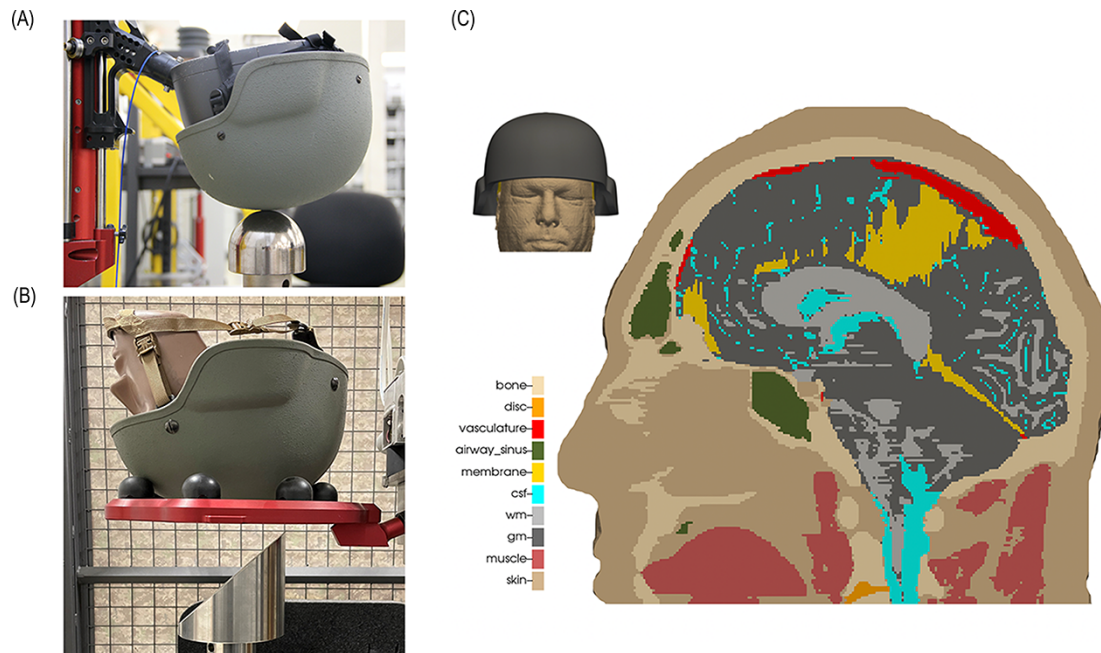 (A)
(B)
(C)
bone
disc
vasculature
airway_sinus
membrane
csf
wm
gm
muscle
skin